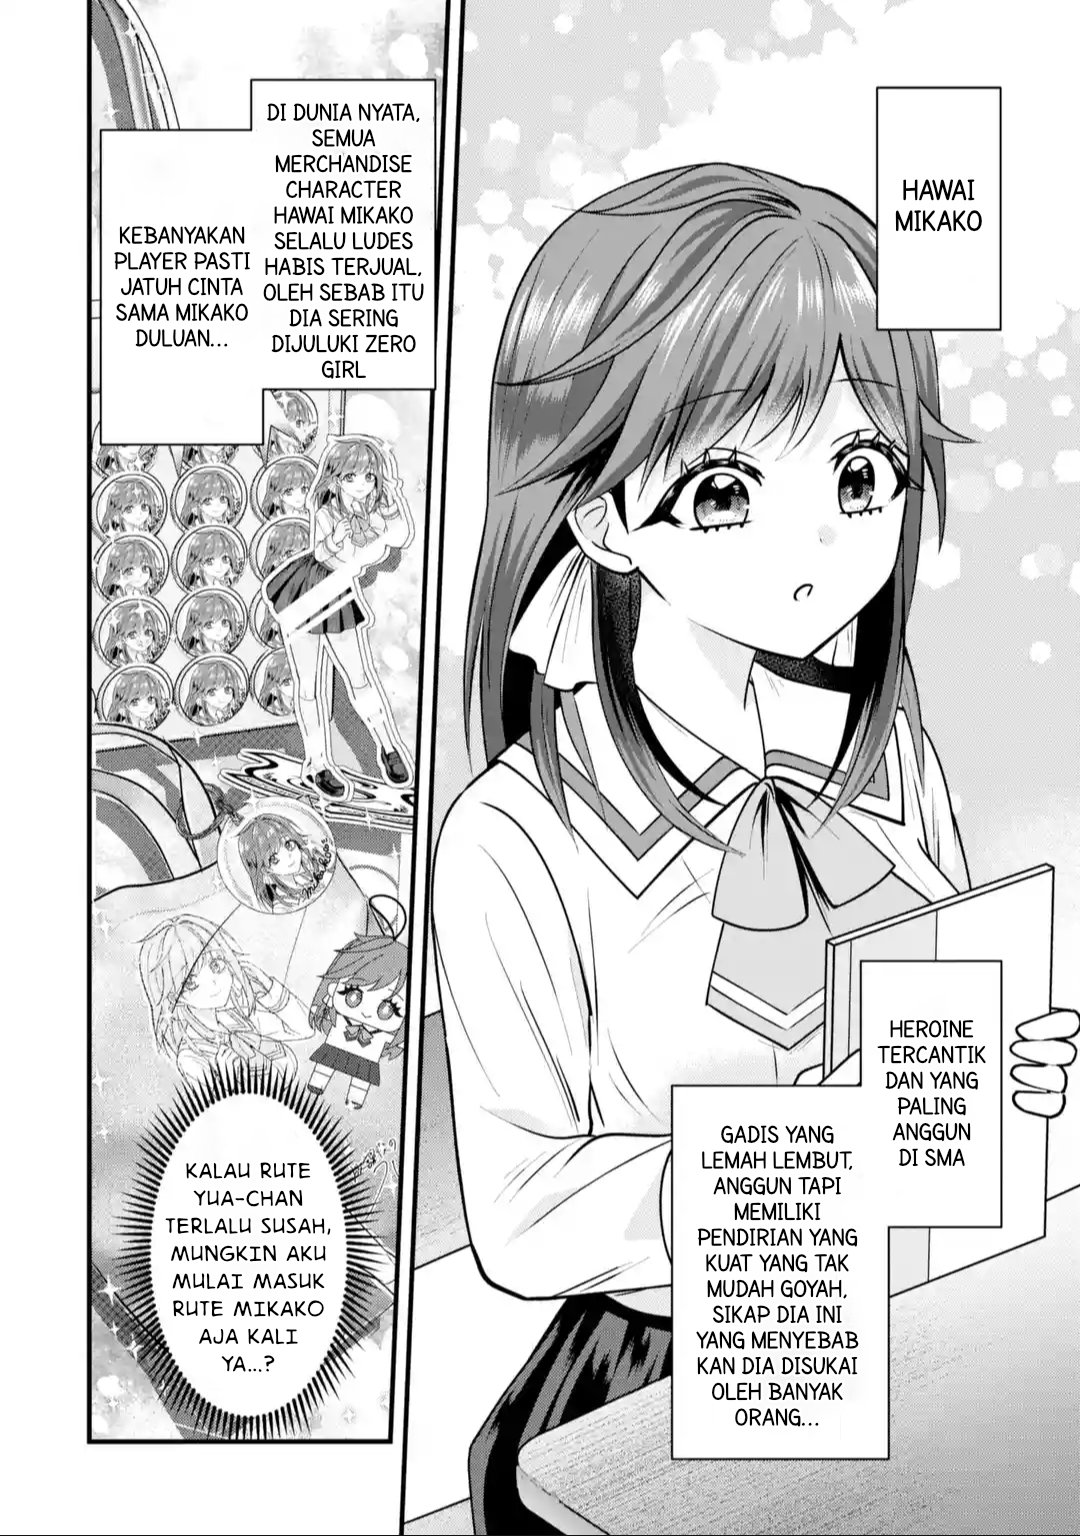 HAWAI
MIKAKO
HEROINE
TERCANTIK
DAN YANG
PALING
ANGGUN
DI SMA
GADIS YANG
LEMAH LEMBUT,
ANGGUN TAPI
MEMILIKI
PENDIRIAN YANG
KUAT YANG TAK
MUDAH GOYAH,
SIKAP DIA INI
YANG MENYEBAB
KAN DIA DISUKAI
OLEH BANYAK
ORANG...
DI DUNIA NYATA,
SEMUA
MERCHANDISE
CHARACTER
HAWAI MIKAKO
SELALU LUDES
HABIS TERJUAL,
OLEH SEBAB ITU
DIA SERING
DIJULUKI ZERO
GIRL
KEBANYAKAN
PLAYER PASTI
JATUH CINTA
SAMA MIKAKO
DULUAN...
KALAU RUTE
YUA-CHAN
TERLALU SUSAH,
MUNGKIN AKU
MULAI MASUK
RUTE MIKAKO
AJA KALI
YA...?